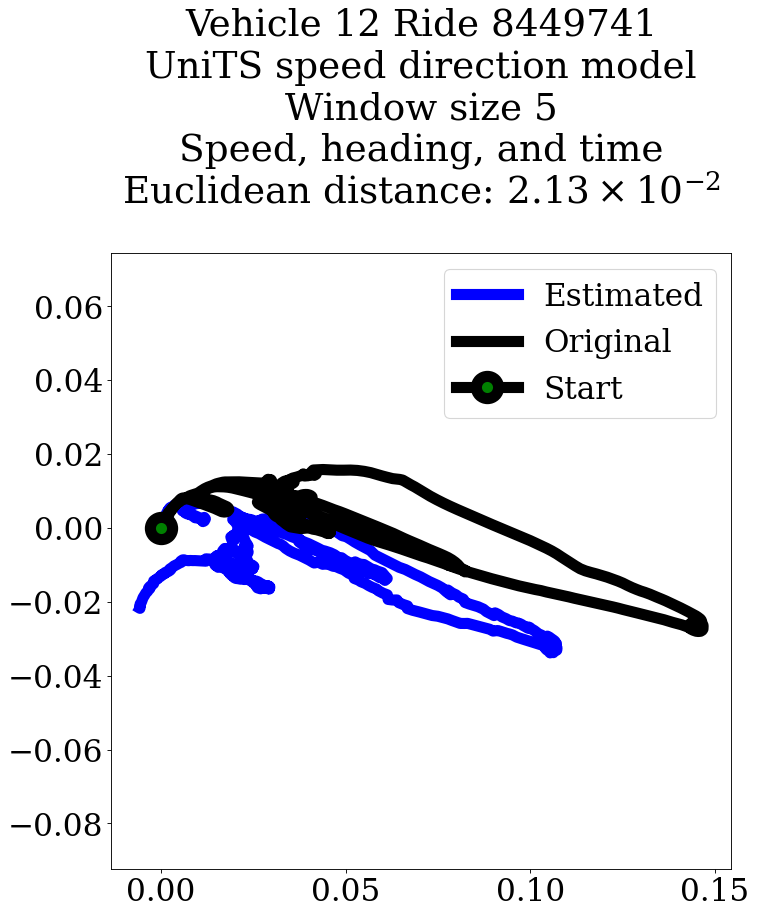 Vehicle 12 Ride 8449741
UniTS speed direction model
Window size 5
Speed, heading, and time
Euclidean distance: 2.13 × 10⁻²
Estimated
Original
Start
0.06
0.04
0.02
0.00
−0.02
−0.04
−0.06
−0.08
0.00 0.05 0.10 0.15